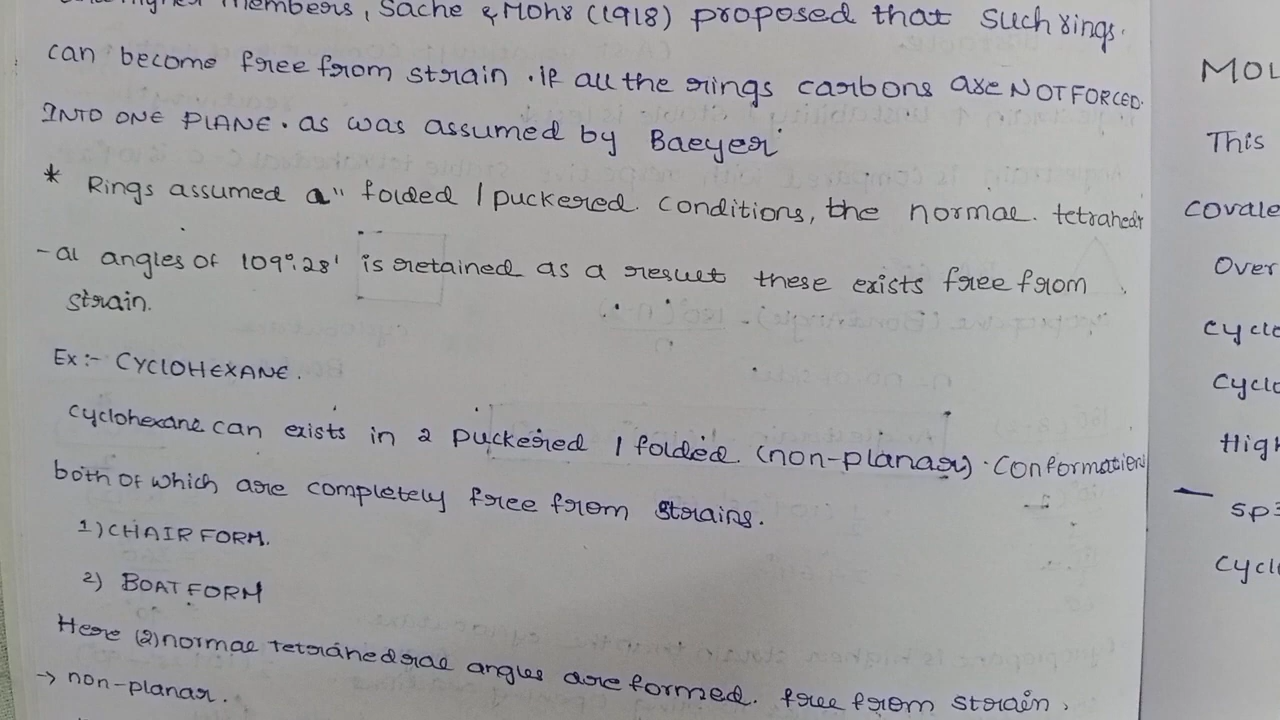 members, Sache & Mohr (1918) proposed that such rings.
can become free from strain . if all the rings carbons are NOT FORCED.
INTO ONE PLANE. as was assumed by Baeyer
* Rings assumed a" folded / puckered. conditions, the normal. tetrahedr
-al angles of 109°.28' is retained as a result these exists free from
strain.
Ex:- CYCLOHEXANE.
cyclohexane can exists in 2 puckered / folded. (non-planar). conformation
both of which are completely free from strains.
1) CHAIR FORM.
2) BOAT FORM
Here (2) normal tetrahedral angles are formed. free from strain.
→ non-planar.
MOL
This
covale
Over
cyclo
cyclo
High
- sp3
cycl